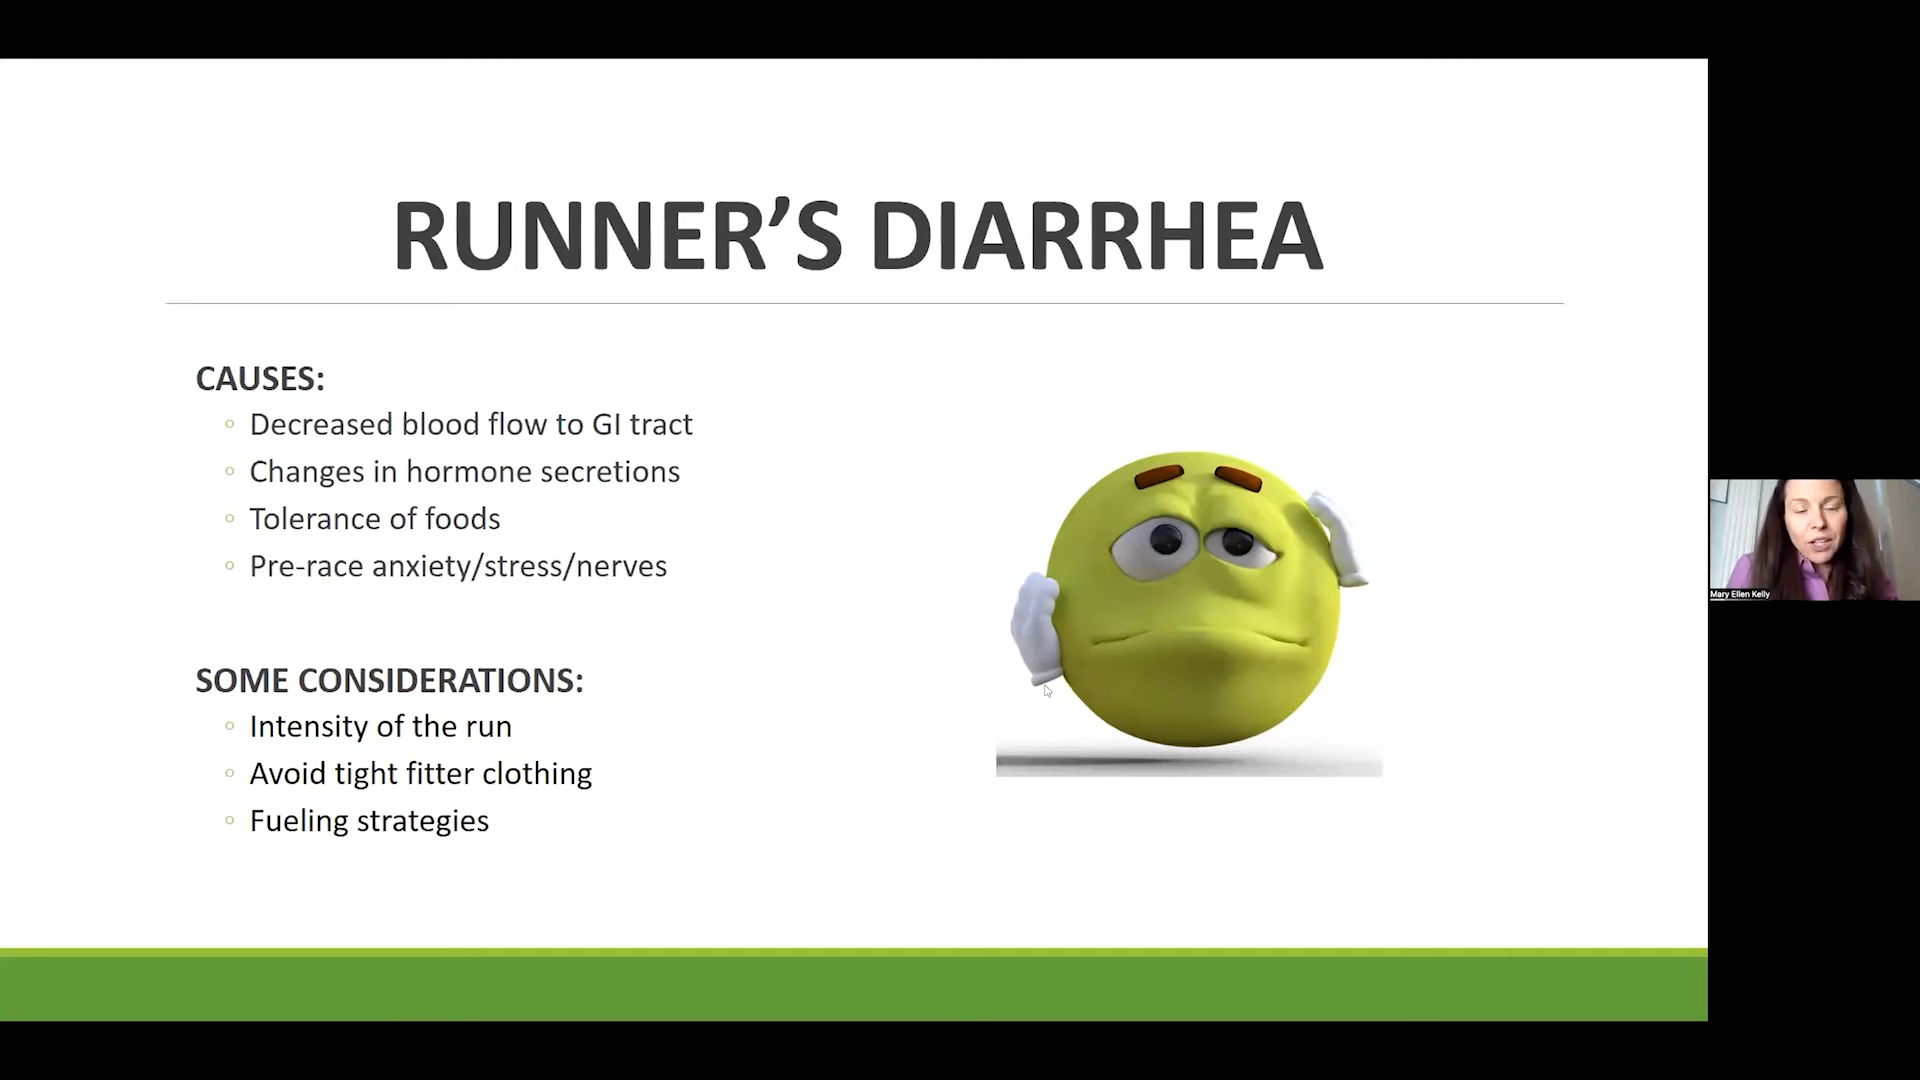 RUNNER’S DIARRHEA
CAUSES:
Decreased blood flow to GI tract
Changes in hormone secretions
Tolerance of foods
Pre-race anxiety/stress/nerves
SOME CONSIDERATIONS:
Intensity of the run
Avoid tight fitter clothing
Fueling strategies
Mary Ellen Kelly